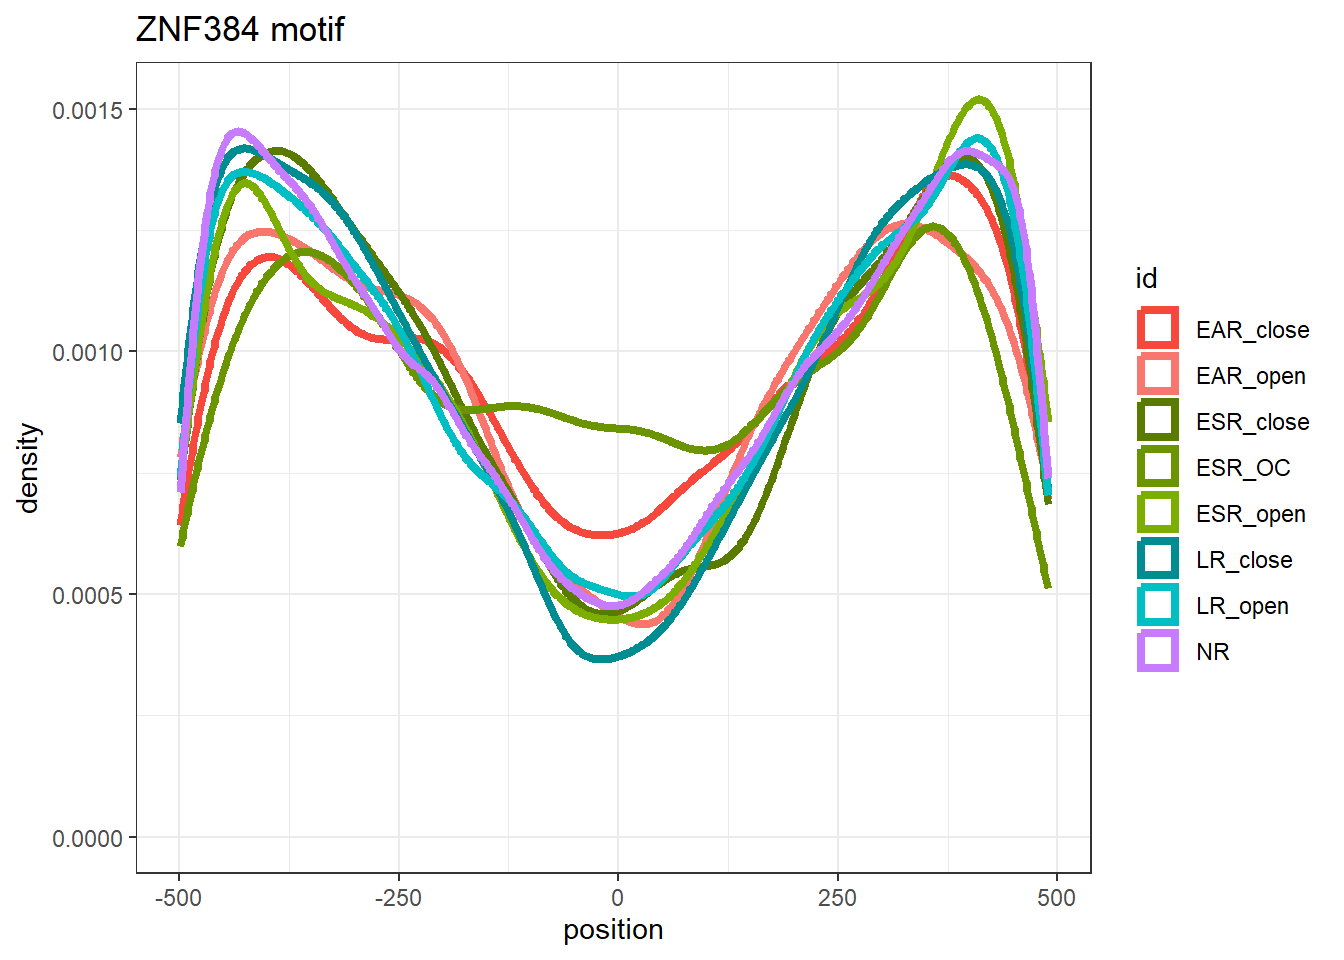 ZNF384 motif
0.0015
0.0010
0.0005
0.0000
density
-500
-250
0
250
500
position
id
EAR_close
EAR_open
ESR_close
ESR_OC
ESR_open
LR_close
LR_open
NR